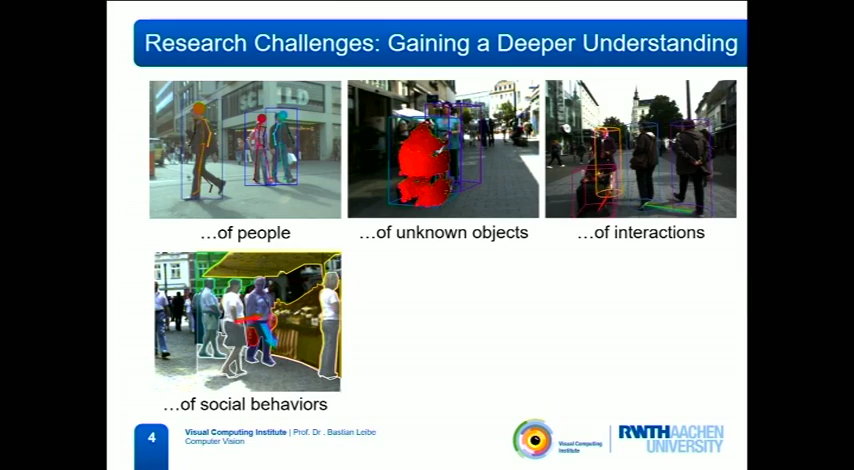 Research Challenges: Gaining a Deeper Understanding
…of people
…of unknown objects
…of interactions
…of social behaviors
4
Visual Computing Institute | Prof. Dr . Bastian Leibe
Computer Vision
Visual Computing
Institute
RWTHAACHEN
UNIVERSITY